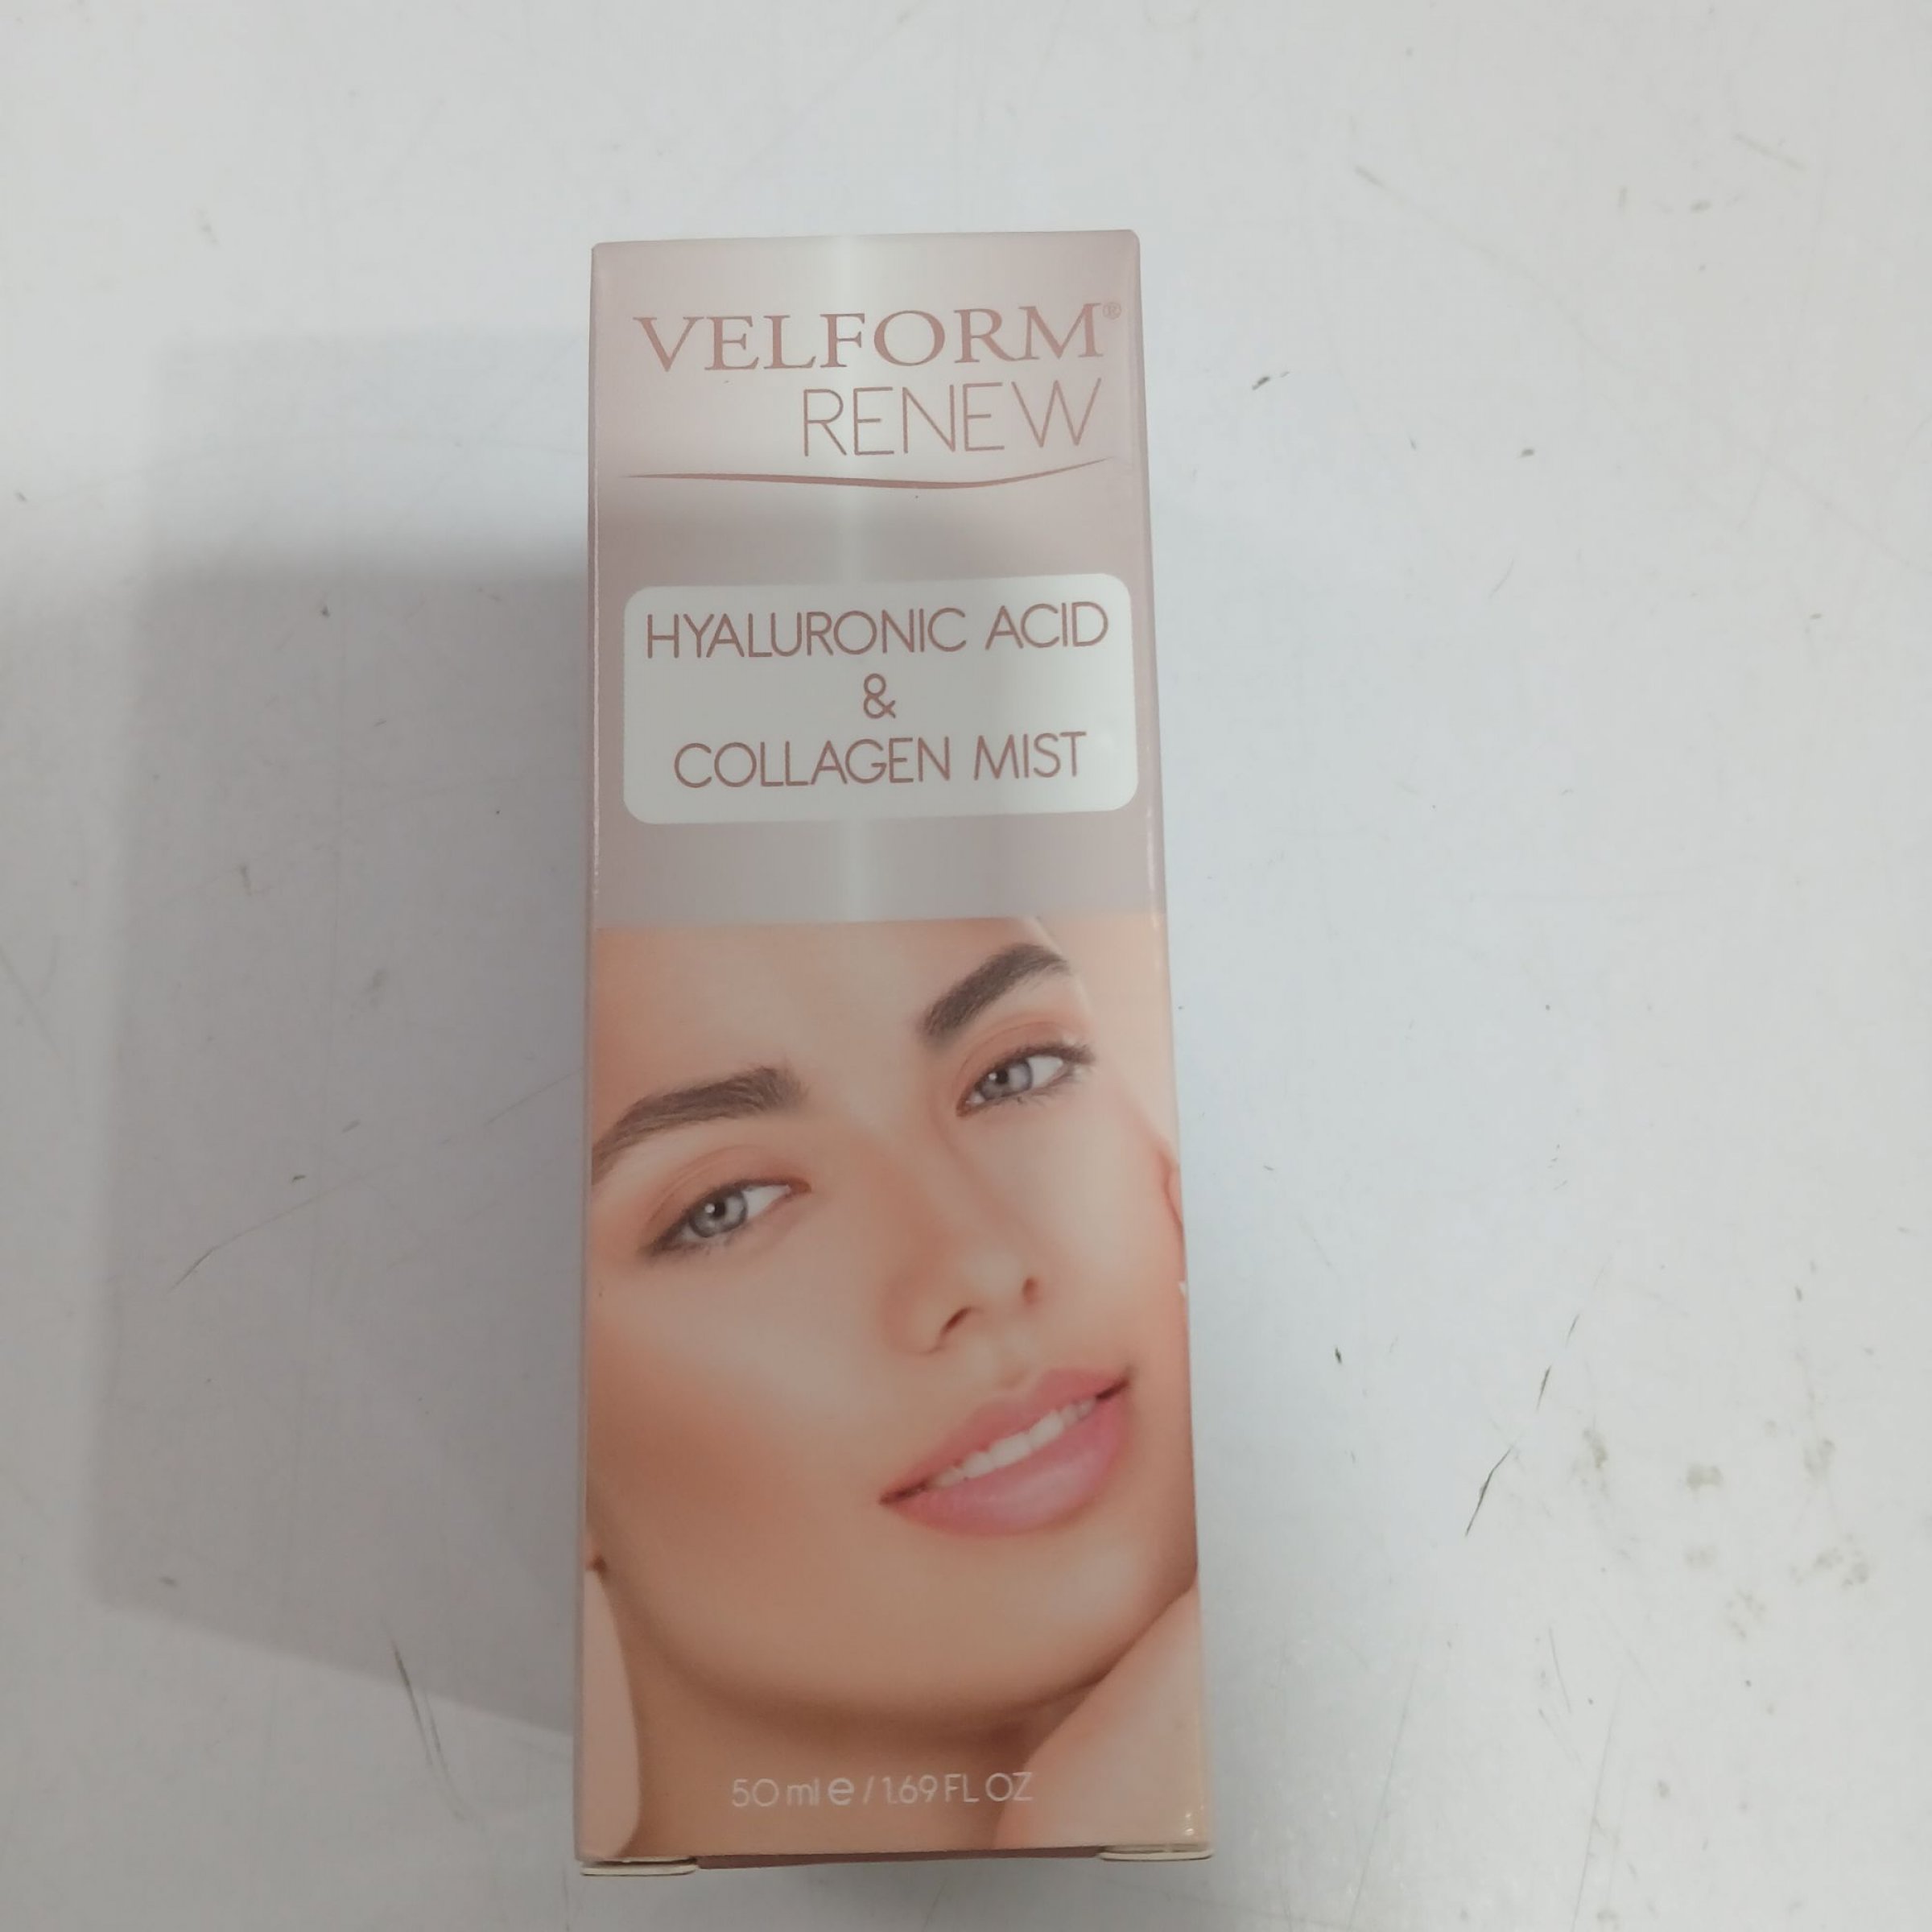 VELFORM®
RENEW
HYALURONIC ACID
&
COLLAGEN MIST
50 ml e / 1.69 FL OZ